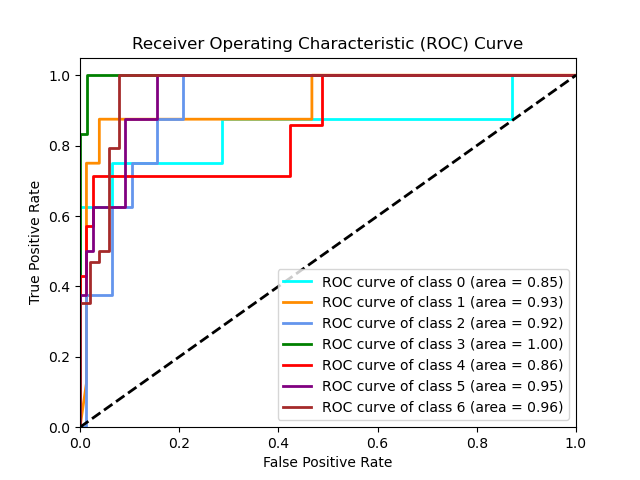 Receiver Operating Characteristic (ROC) Curve
1.0
0.8
0.6
0.4
0.2
0.0
True Positive Rate
ROC curve of class 0 (area = 0.85)
ROC curve of class 1 (area = 0.93)
ROC curve of class 2 (area = 0.92)
ROC curve of class 3 (area = 1.00)
ROC curve of class 4 (area = 0.86)
ROC curve of class 5 (area = 0.95)
ROC curve of class 6 (area = 0.96)
0.0 0.2 0.4 0.6 0.8 1.0
False Positive Rate